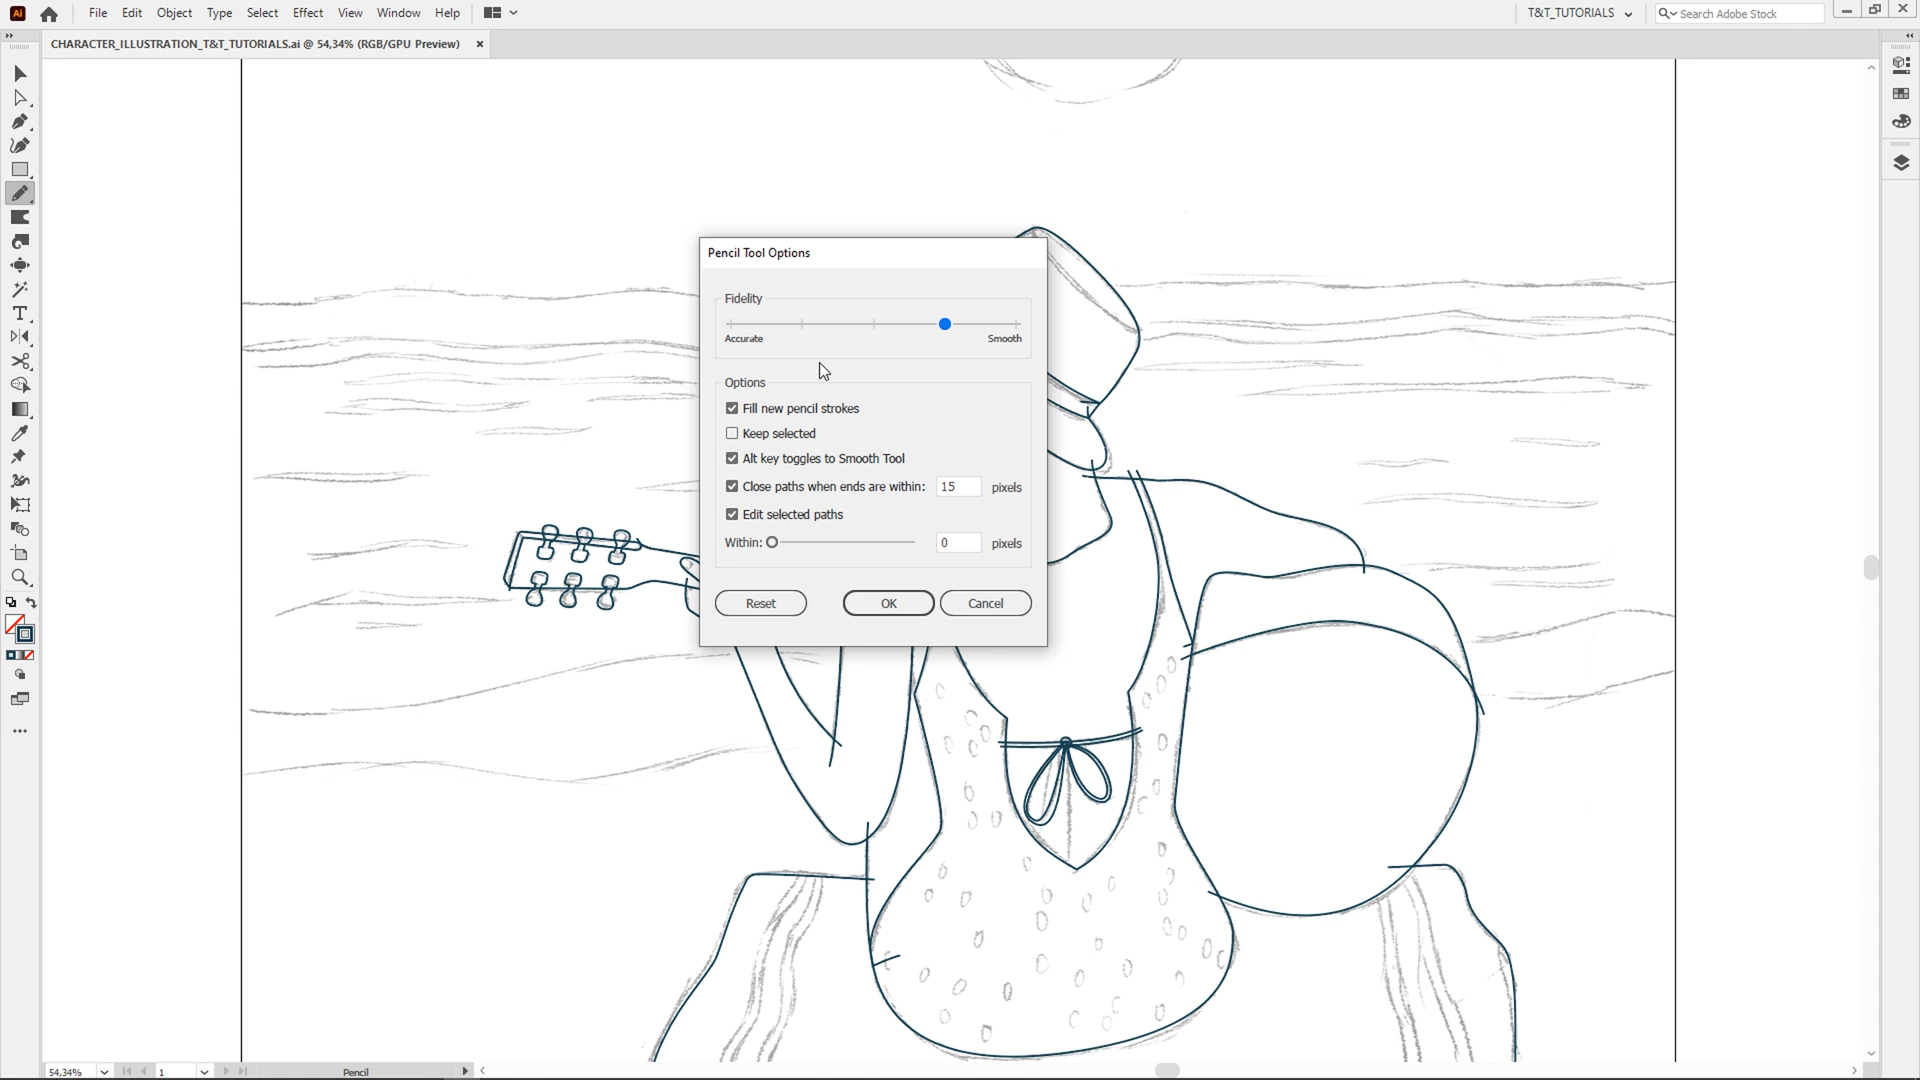 Ai File Edit Object Type Select Effect View Window Help T&T_TUTORIALS Search Adobe Stock
CHARACTER_ILLUSTRATION_T&T_TUTORIALS.ai @ 54,34% (RGB/GPU Preview) ×
Pencil Tool Options
Fidelity
Accurate Smooth
Options
Fill new pencil strokes
Keep selected
Alt key toggles to Smooth Tool
Close paths when ends are within: 15 pixels
Edit selected paths
Within: 0 pixels
Reset OK Cancel
54,34% 1 Pencil